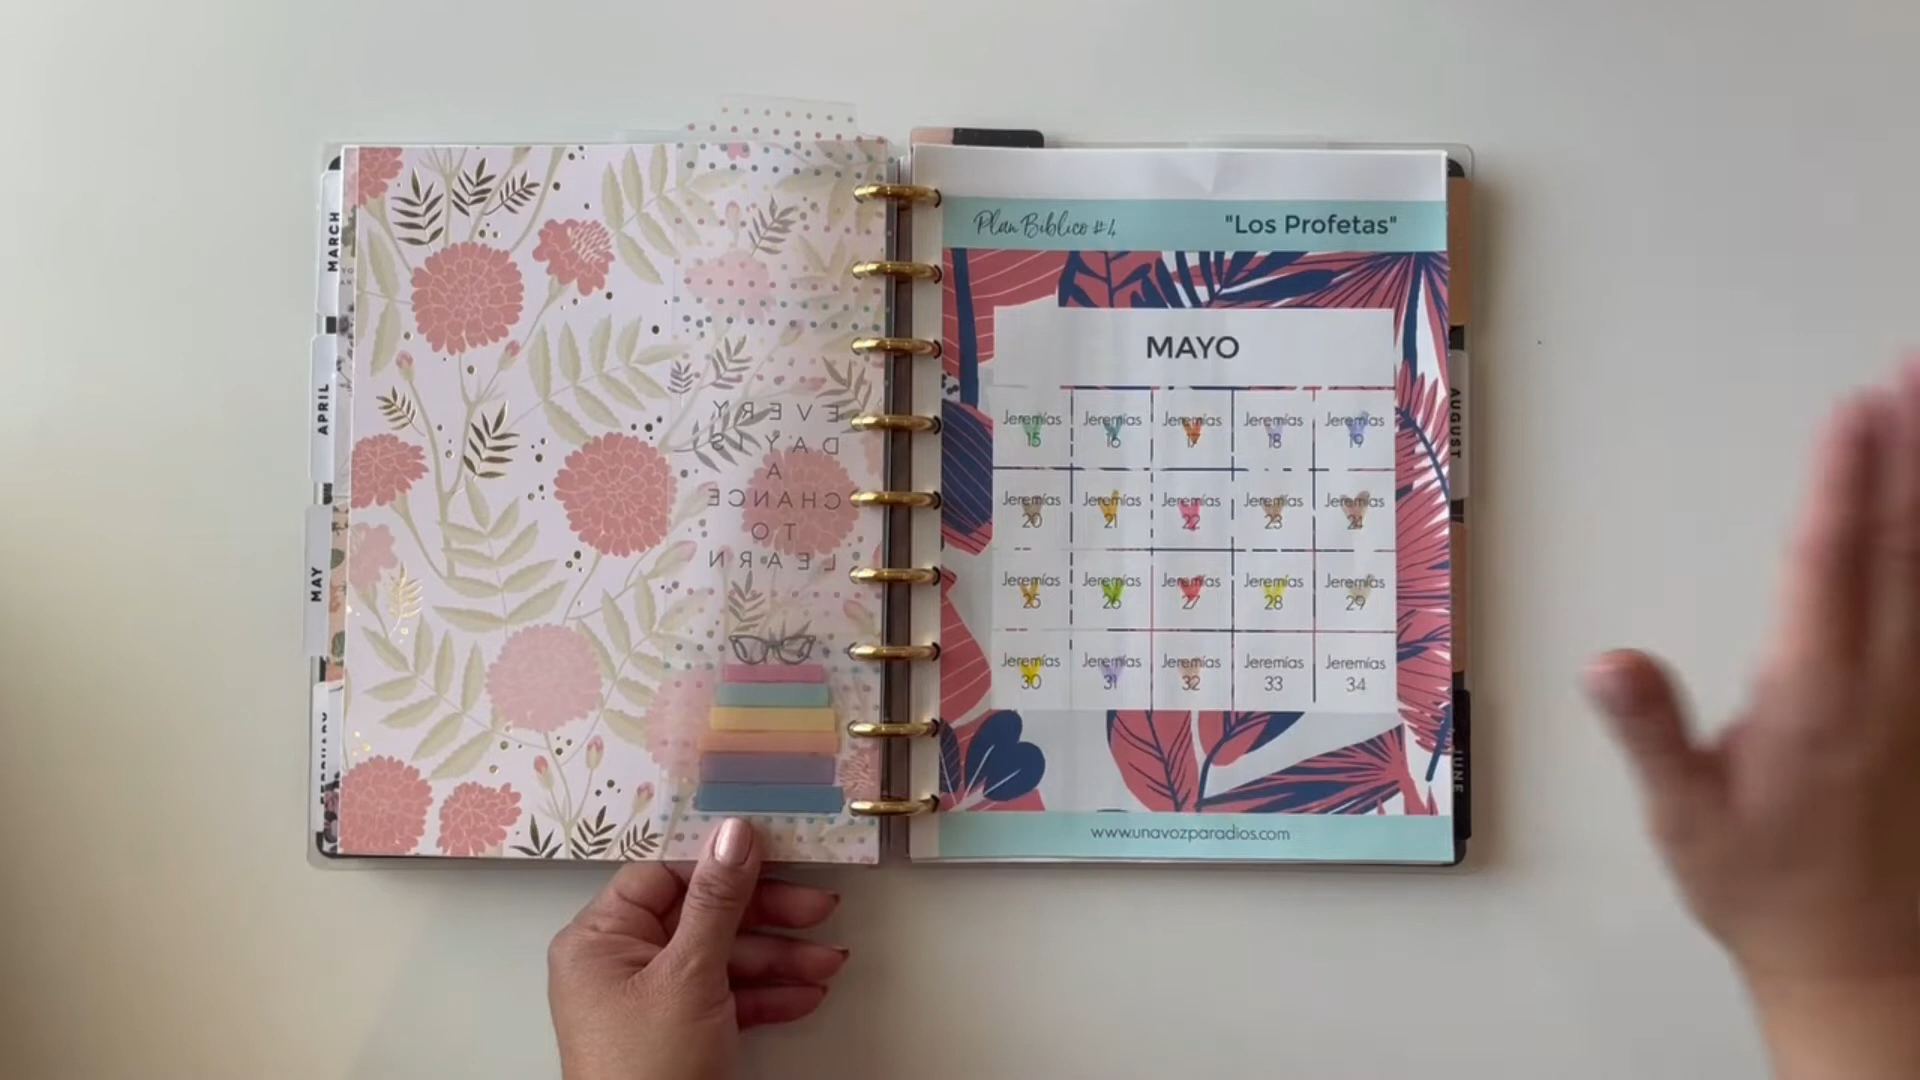 MARCH
APRIL
MAY
FEBRUARY
EVERY
DAY'S
A
CHANCE
TO
LEARN
Plan Bíblico #4
"Los Profetas"
MAYO
Jeremías 15 Jeremías 16 Jeremías 17 Jeremías 18 Jeremías 19
Jeremías 20 Jeremías 21 Jeremías 22 Jeremías 23 Jeremías 24
Jeremías 25 Jeremías 26 Jeremías 27 Jeremías 28 Jeremías 29
Jeremías 30 Jeremías 31 Jeremías 32 Jeremías 33 Jeremías 34
www.unavozparadios.com
AUGUST
JUNE